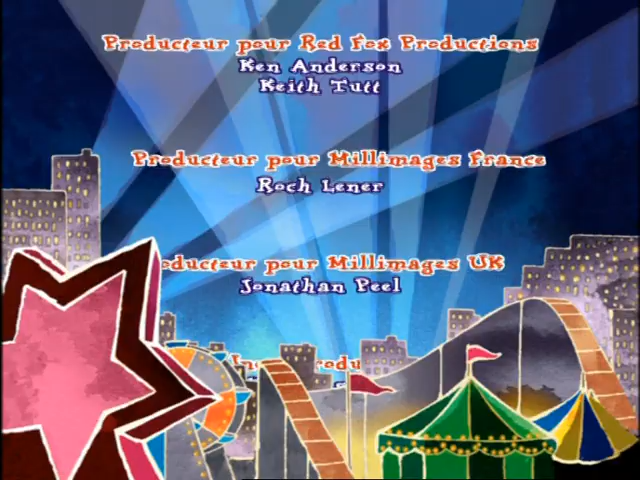 Producteur pour Red Fox Productions
Ken Anderson
Keith Tutt
Producteur pour Millimages France
Roch Lener
oducteur pour Millimages UK
Jonathan Peel